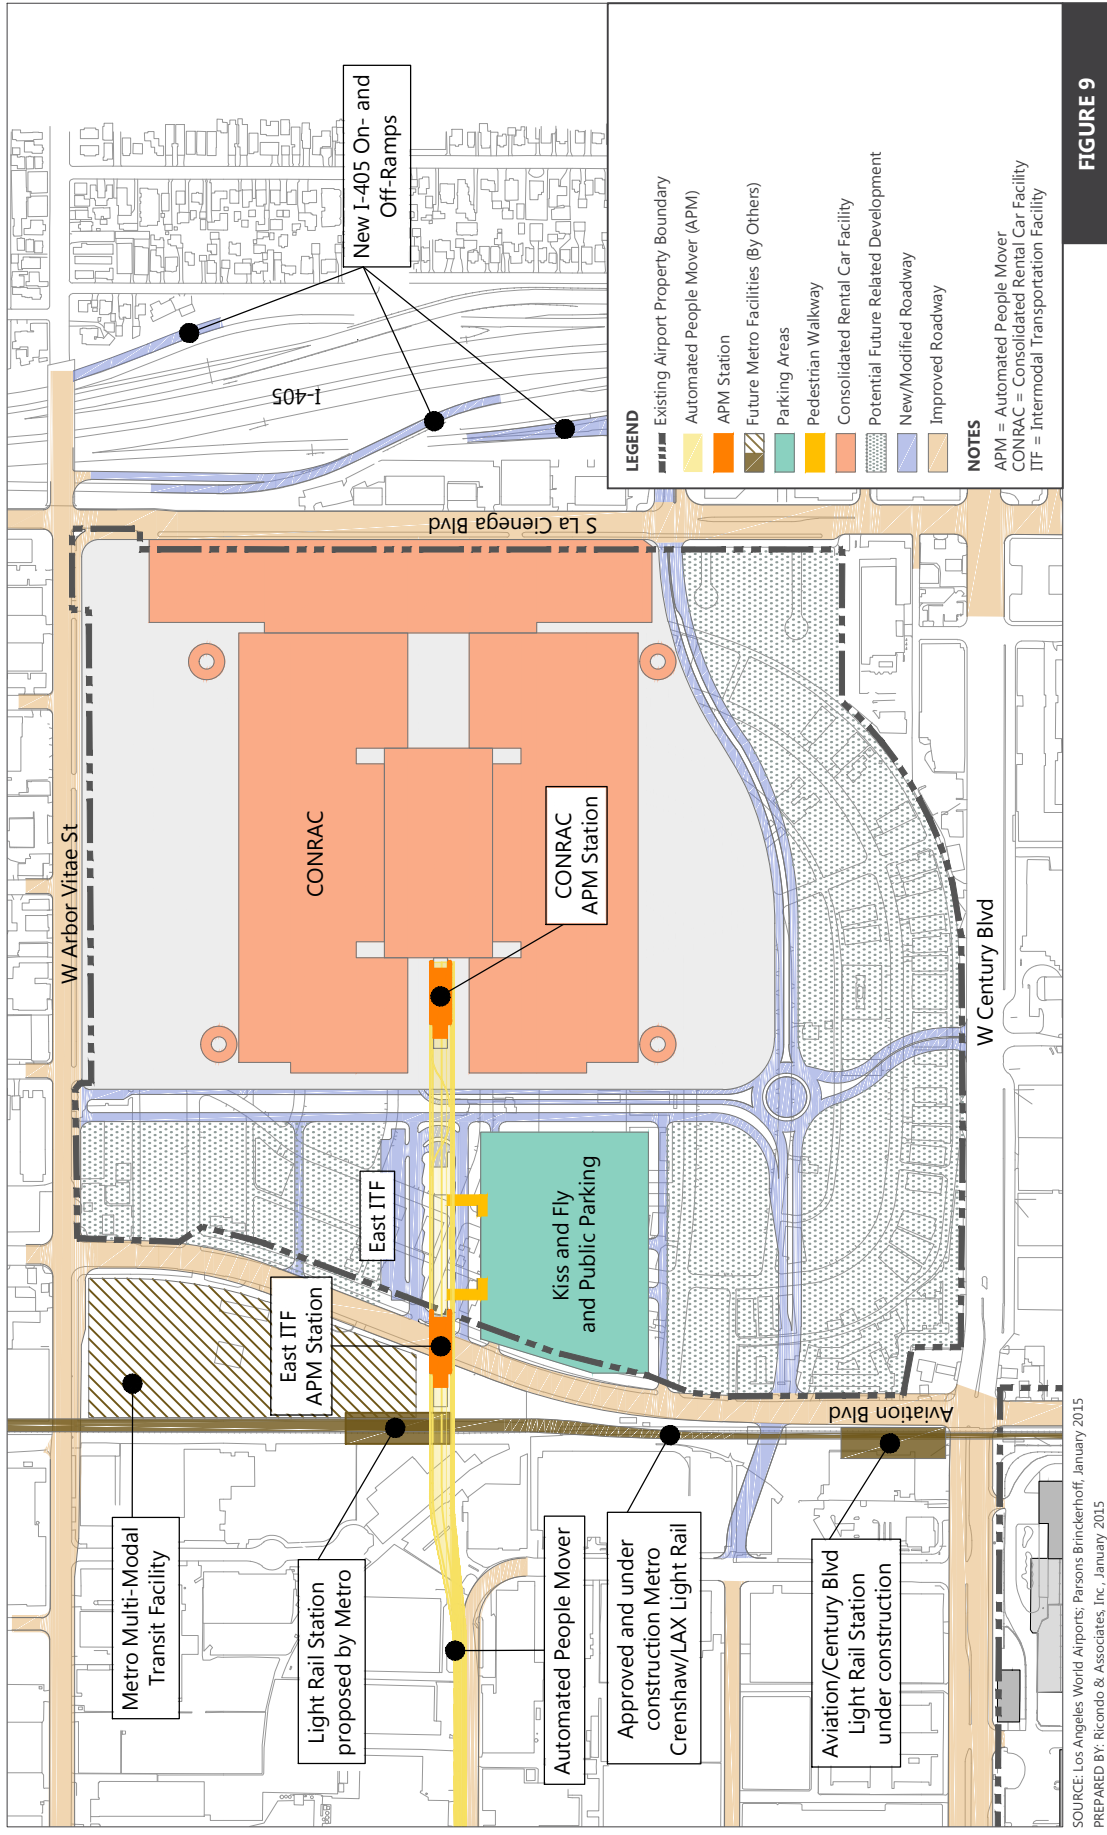 W Arbor Vitae St
Metro Multi-Modal
Transit Facility
Light Rail Station
proposed by Metro
East ITF
APM Station
East ITF
CONRAC
CONRAC
APM Station
Kiss and Fly
and Public Parking
Automated People Mover
Approved and under
construction Metro
Crenshaw/LAX Light Rail
Aviation/Century Blvd
Light Rail Station
under construction
Aviation Blvd
W Century Blvd
S La Cienega Blvd
I-405
New I-405 On- and
Off-Ramps
LEGEND
Existing Airport Property Boundary
Automated People Mover (APM)
APM Station
Future Metro Facilities (By Others)
Parking Areas
Pedestrian Walkway
Consolidated Rental Car Facility
Potential Future Related Development
New/Modified Roadway
Improved Roadway
NOTES
APM = Automated People Mover
CONRAC = Consolidated Rental Car Facility
ITF = Intermodal Transportation Facility
SOURCE: Los Angeles World Airports; Parsons Brinckerhoff, January 2015
PREPARED BY: Ricondo & Associates, Inc., January 2015
FIGURE 9